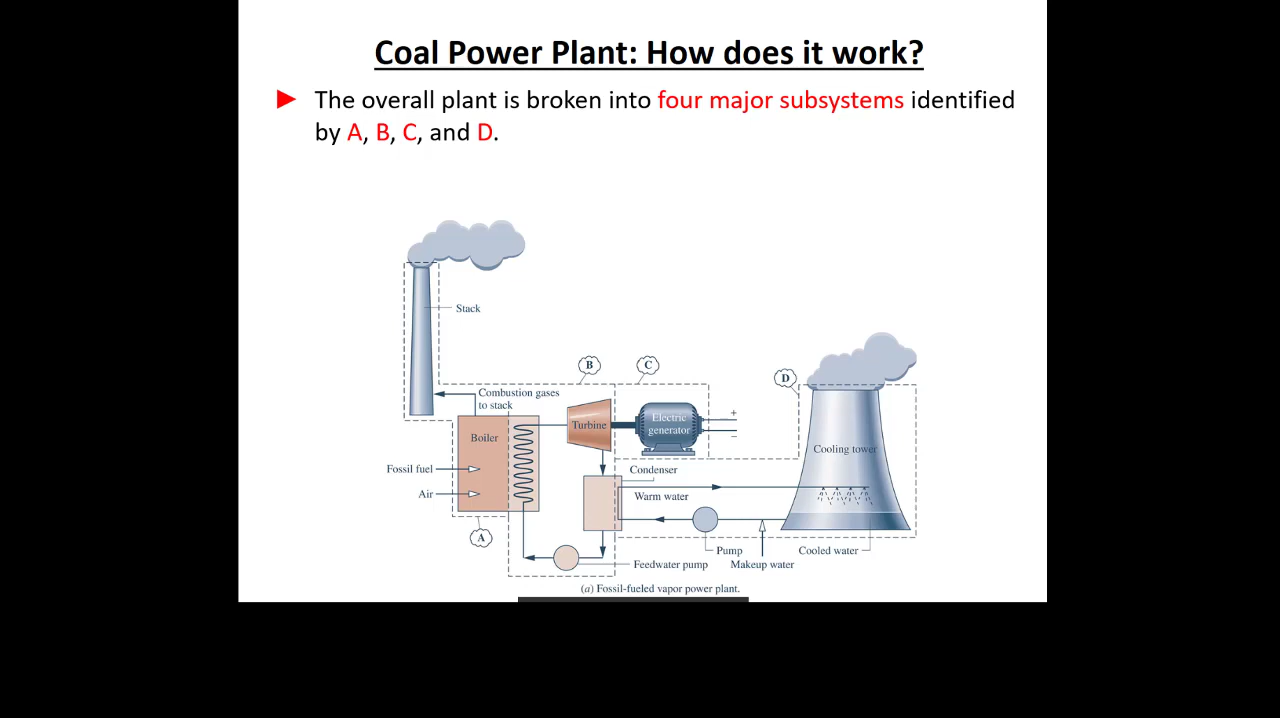 Coal Power Plant: How does it work?
The overall plant is broken into four major subsystems identified
by A, B, C, and D.
Stack
B
C
D
Combustion gases
to stack
Turbine
Electric
generator
+
−
Boiler
Cooling tower
Fossil fuel
Condenser
Air
Warm water
A
Pump
Cooled water
Feedwater pump
Makeup water
(a) Fossil-fueled vapor power plant.